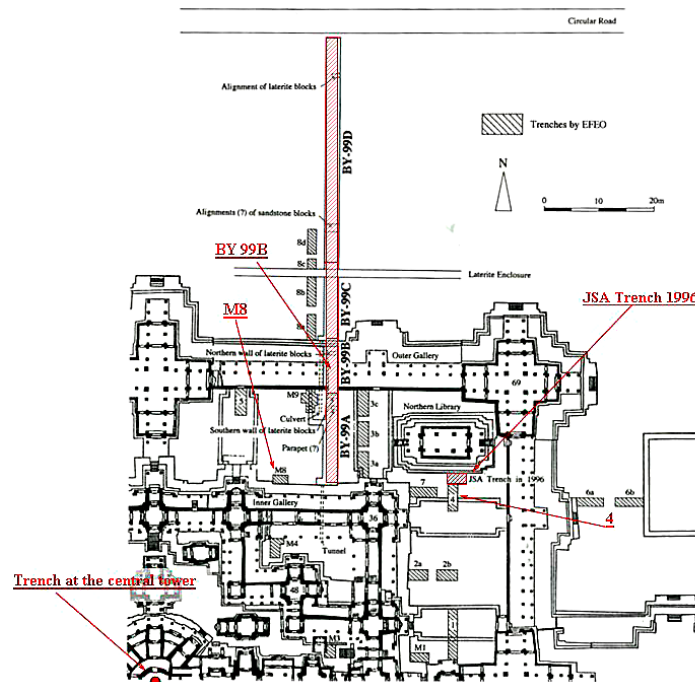 Circular Road
Alignment of laterite blocks
Trenches by EFEO
N
BY-99D
0 10 20m
Alignments (?) of sandstone blocks
8d
BY 99B
8c
Laterite Enclosure
8b
BY-99C
JSA Trench 1996
M8
8a
Northern wall of laterite blocks
BY-99B
Outer Gallery
69
M9
5
3c
Northern Library
Culvert
Southern wall of laterite blocks
BY-99A
3b
Parapet (?)
3a
M8
JSA Trench in 1996
7
4
6a
6b
Inner Gallery
36
4
M4
Tunnel
Trench at the central tower
2a
2b
48
1
M3
M1